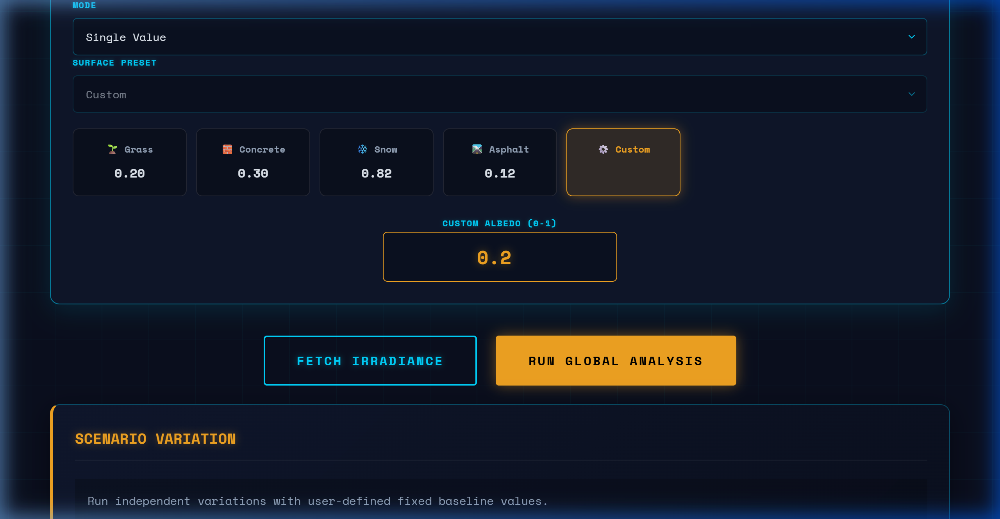 MODE
Single Value
SURFACE PRESET
Custom
Grass
0.20
Concrete
0.30
Snow
0.82
Asphalt
0.12
Custom
CUSTOM ALBEDO (0-1)
0.2
FETCH IRRADIANCE
RUN GLOBAL ANALYSIS
SCENARIO VARIATION
Run independent variations with user-defined fixed baseline values.